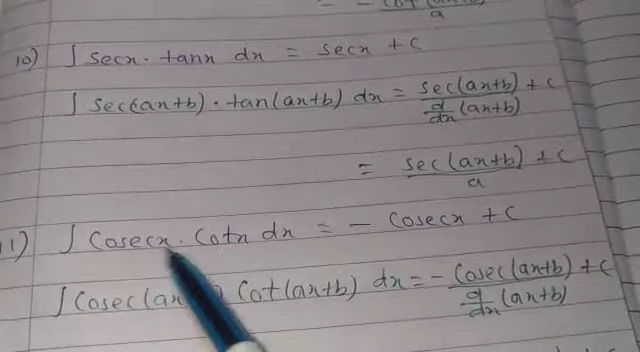 a
10) ∫ secx. tanx dx = secx + c
∫ sec(ax+b) . tan(ax+b) dx = sec(ax+b) + c
d/dx (ax+b)
= sec(ax+b) + c
a
11) ∫ Cosecx. Cotx dx = - Cosecx + c
∫ Cosec(ax Cot(ax+b) dx = - Cosec(ax+b) + c
d/dx (ax+b)